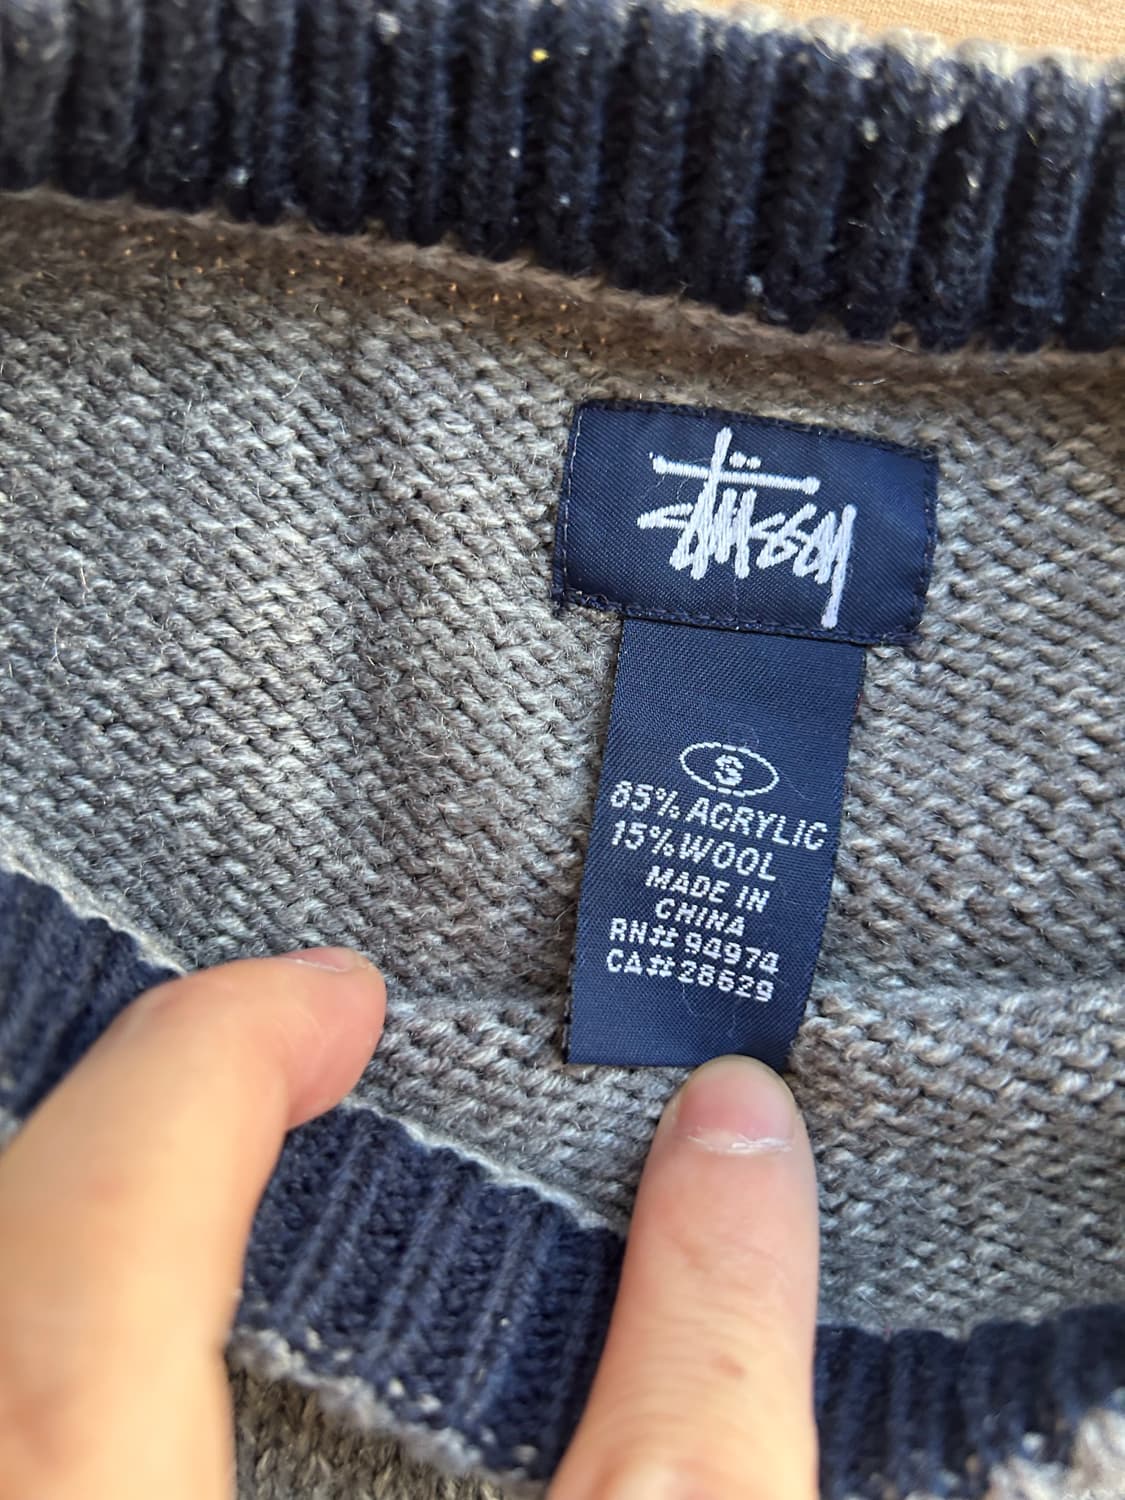 Stüssy
S
85% ACRYLIC
15% WOOL
MADE IN
CHINA
RN# 94974
CA# 28629